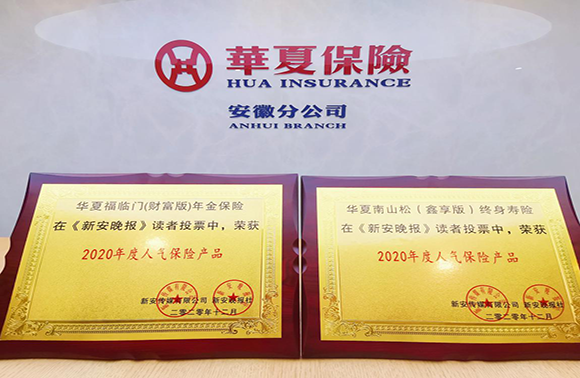 華夏保險
HUA INSURANCE
安徽分公司
ANHUI BRANCH
华夏福临门(财富版)年金保险
在《新安晚报》读者投票中，荣获
2020年度人气保险产品
新安传媒有限公司 新安晚报社
二〇二〇年十二月
华夏南山松（鑫享版）终身寿险
在《新安晚报》读者投票中，荣获
2020年度人气保险产品
新安传媒有限公司 新安晚报社
二〇二〇年十二月